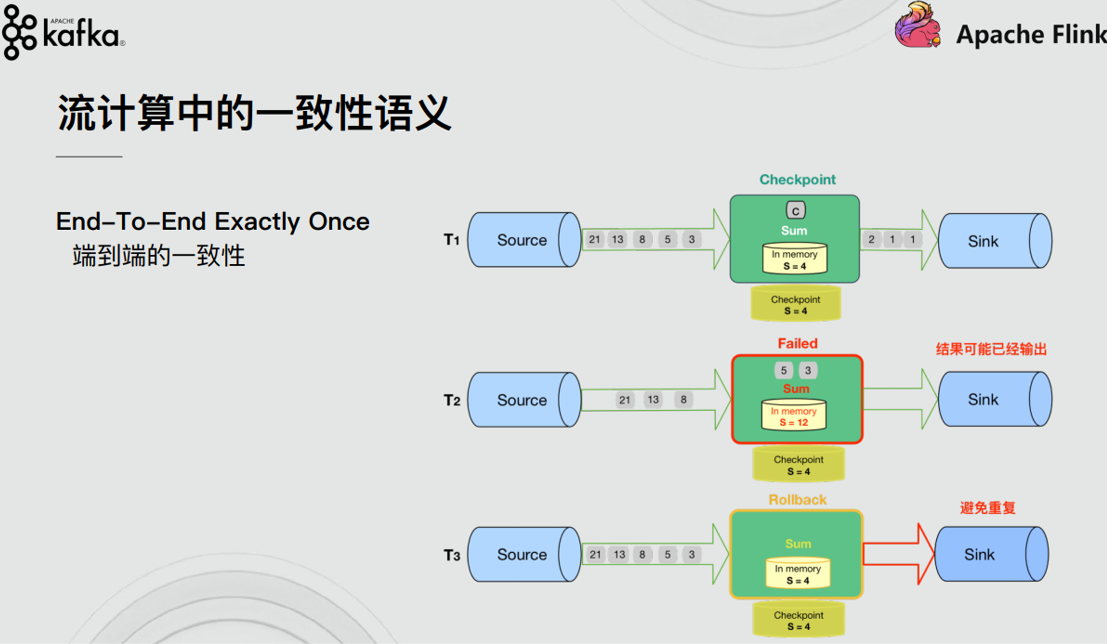 APACHE
kafka®
Apache Flink
流计算中的一致性语义
End-To-End Exactly Once
端到端的一致性
Checkpoint
T1
Source
21 13 8 5 3
C
Sum
In memory
S = 4
2 1 1
Sink
Checkpoint
S = 4
Failed
结果可能已经输出
T2
Source
21 13 8
5 3
Sum
In memory
S = 12
Sink
Checkpoint
S = 4
Rollback
避免重复
T3
Source
21 13 8 5 3
Sum
In memory
S = 4
Sink
Checkpoint
S = 4